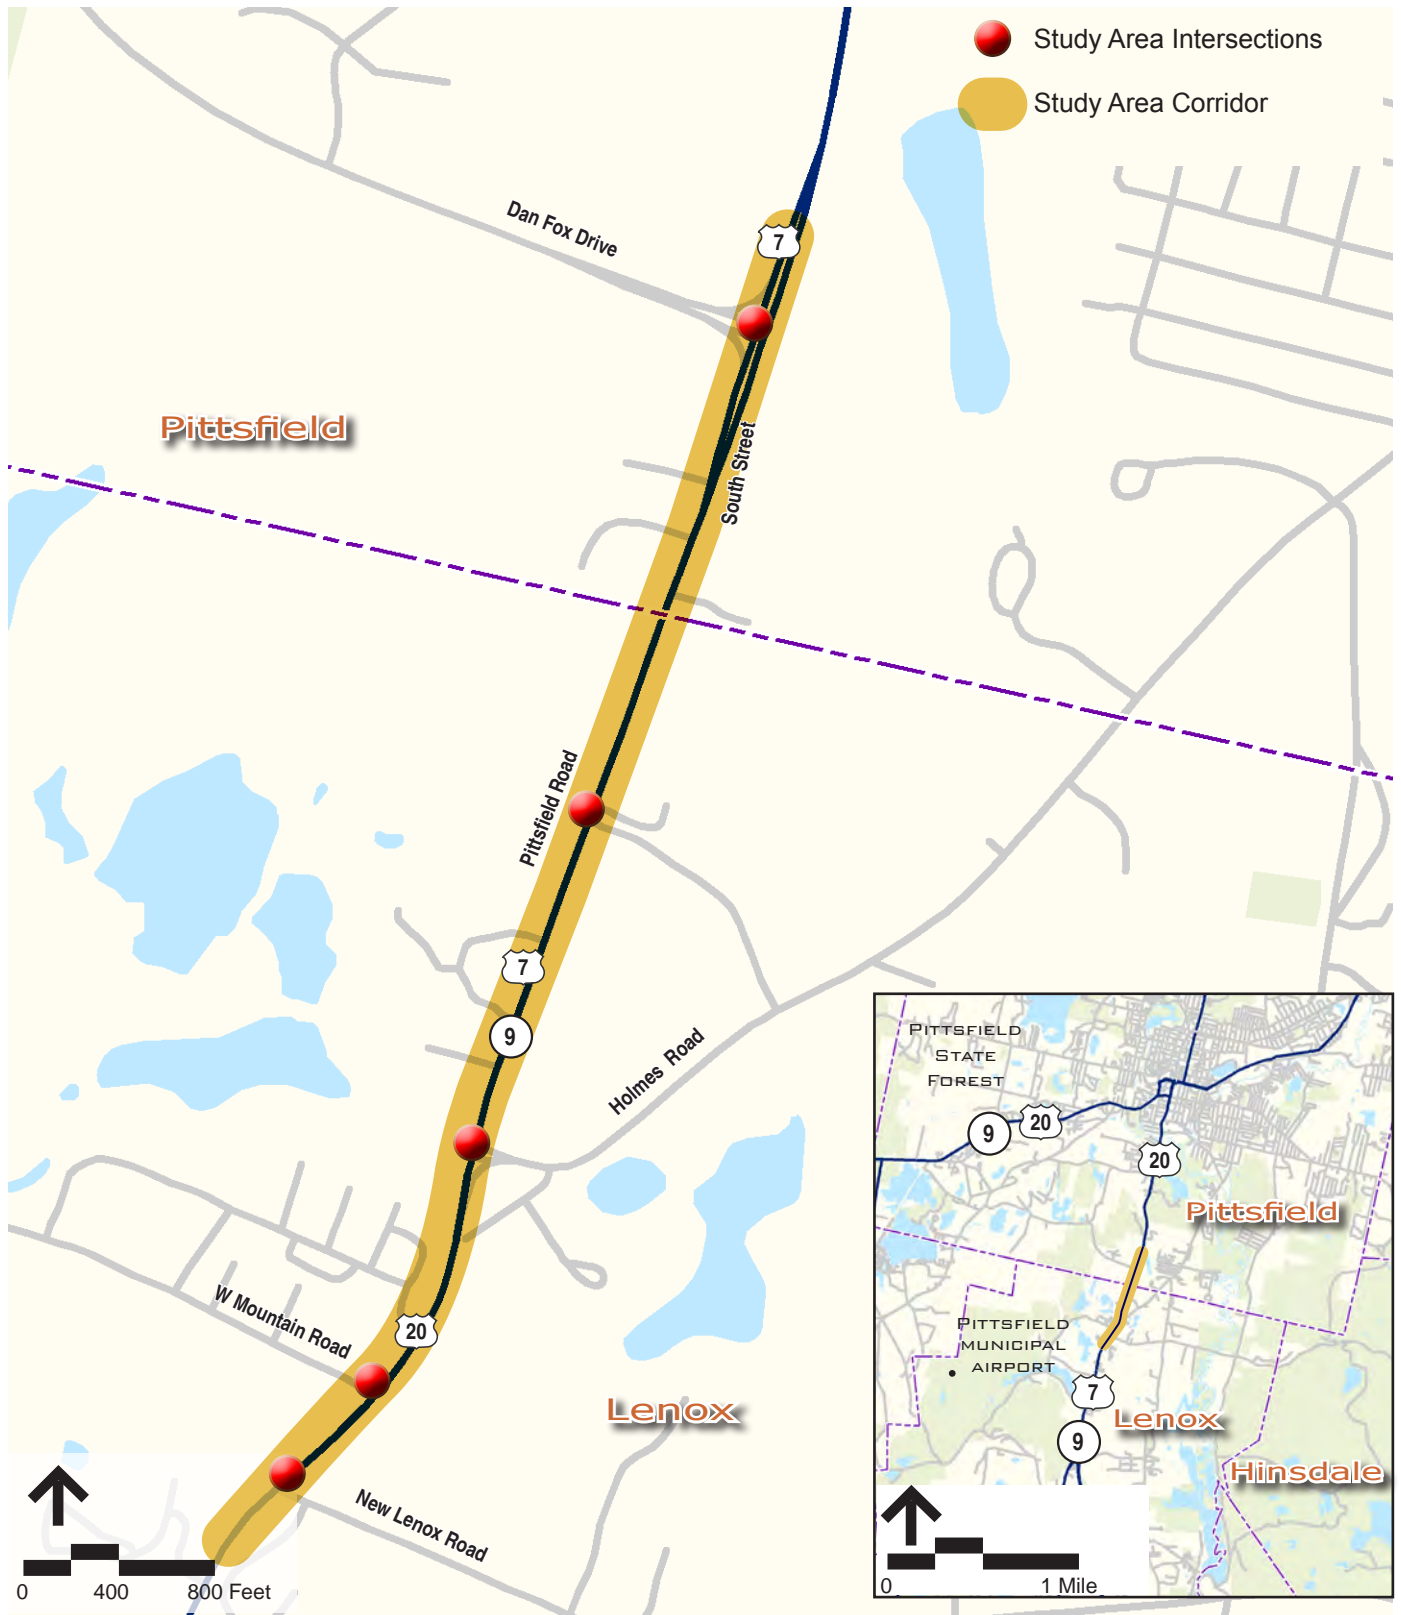 Study Area Intersections
Study Area Corridor
Dan Fox Drive
7
Pittsfield
South Street
Pittsfield Road
7
9
Holmes Road
W Mountain Road
20
Lenox
New Lenox Road
0 400 800 Feet
PITTSFIELD
STATE
FOREST
9
20
20
Pittsfield
PITTSFIELD
MUNICIPAL
AIRPORT
7
Lenox
9
Hinsdale
0 1 Mile